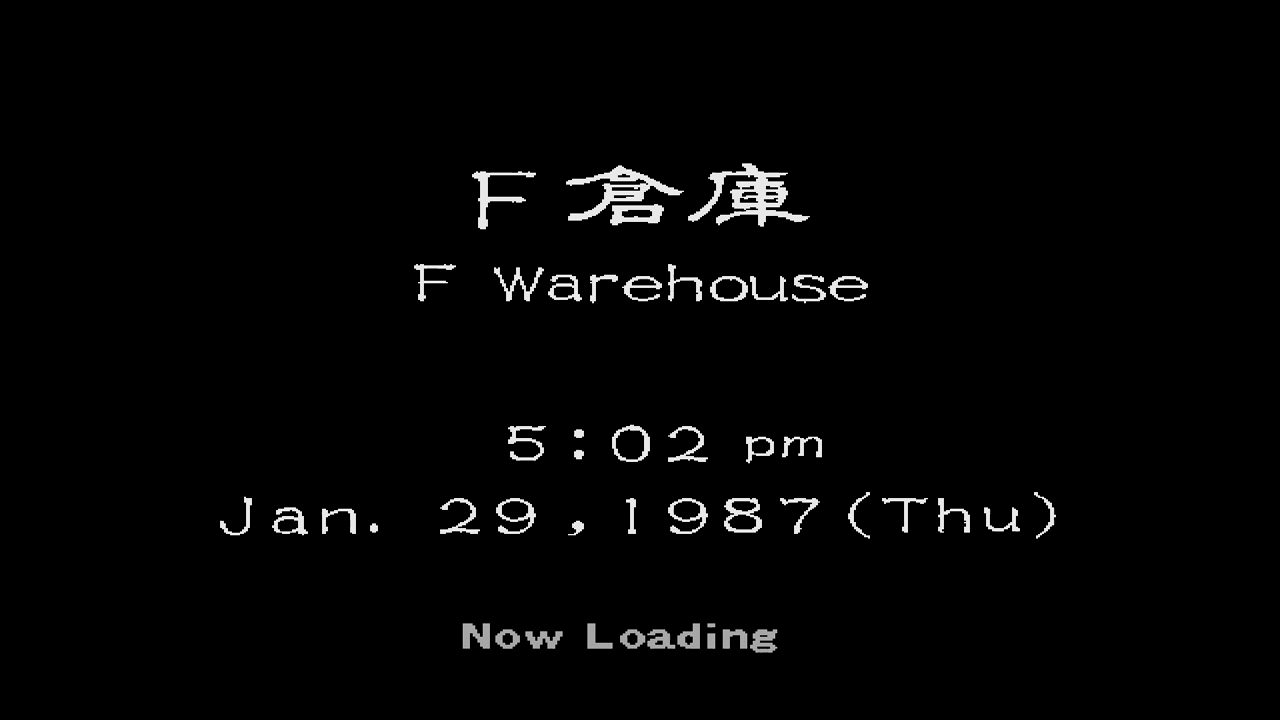 F倉庫
F Warehouse
5:02 pm
Jan. 29,1987(Thu)
Now Loading